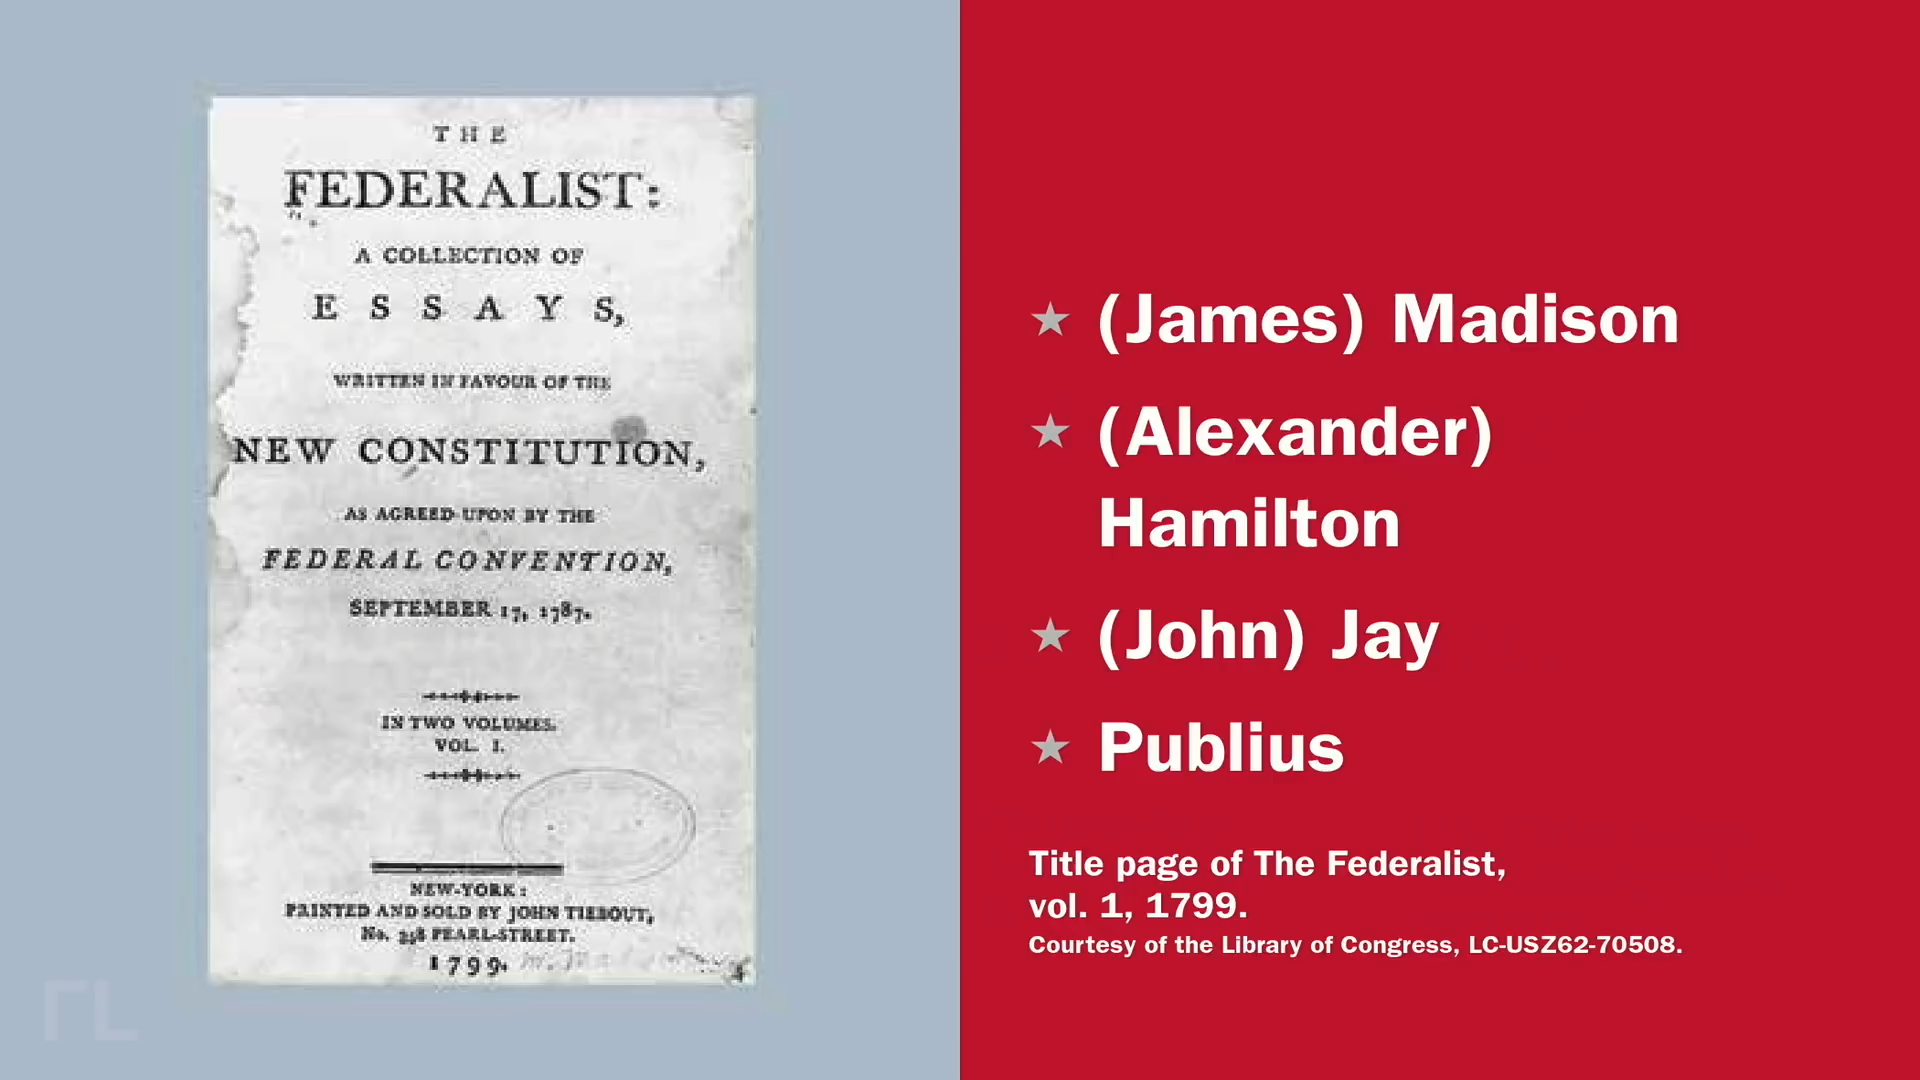 THE
FEDERALIST:
A COLLECTION OF
ESSAYS,
WRITTEN IN FAVOUR OF THE
NEW CONSTITUTION,
AS AGREED UPON BY THE
FEDERAL CONVENTION,
SEPTEMBER 17, 1787.
IN TWO VOLUMES.
VOL. I.
NEW-YORK:
PRINTED AND SOLD BY JOHN TIEBOUT,
No. 358 PEARL-STREET.
1799.
(James) Madison
(Alexander)
Hamilton
(John) Jay
Publius
Title page of The Federalist,
vol. 1, 1799.
Courtesy of the Library of Congress, LC-USZ62-70508.